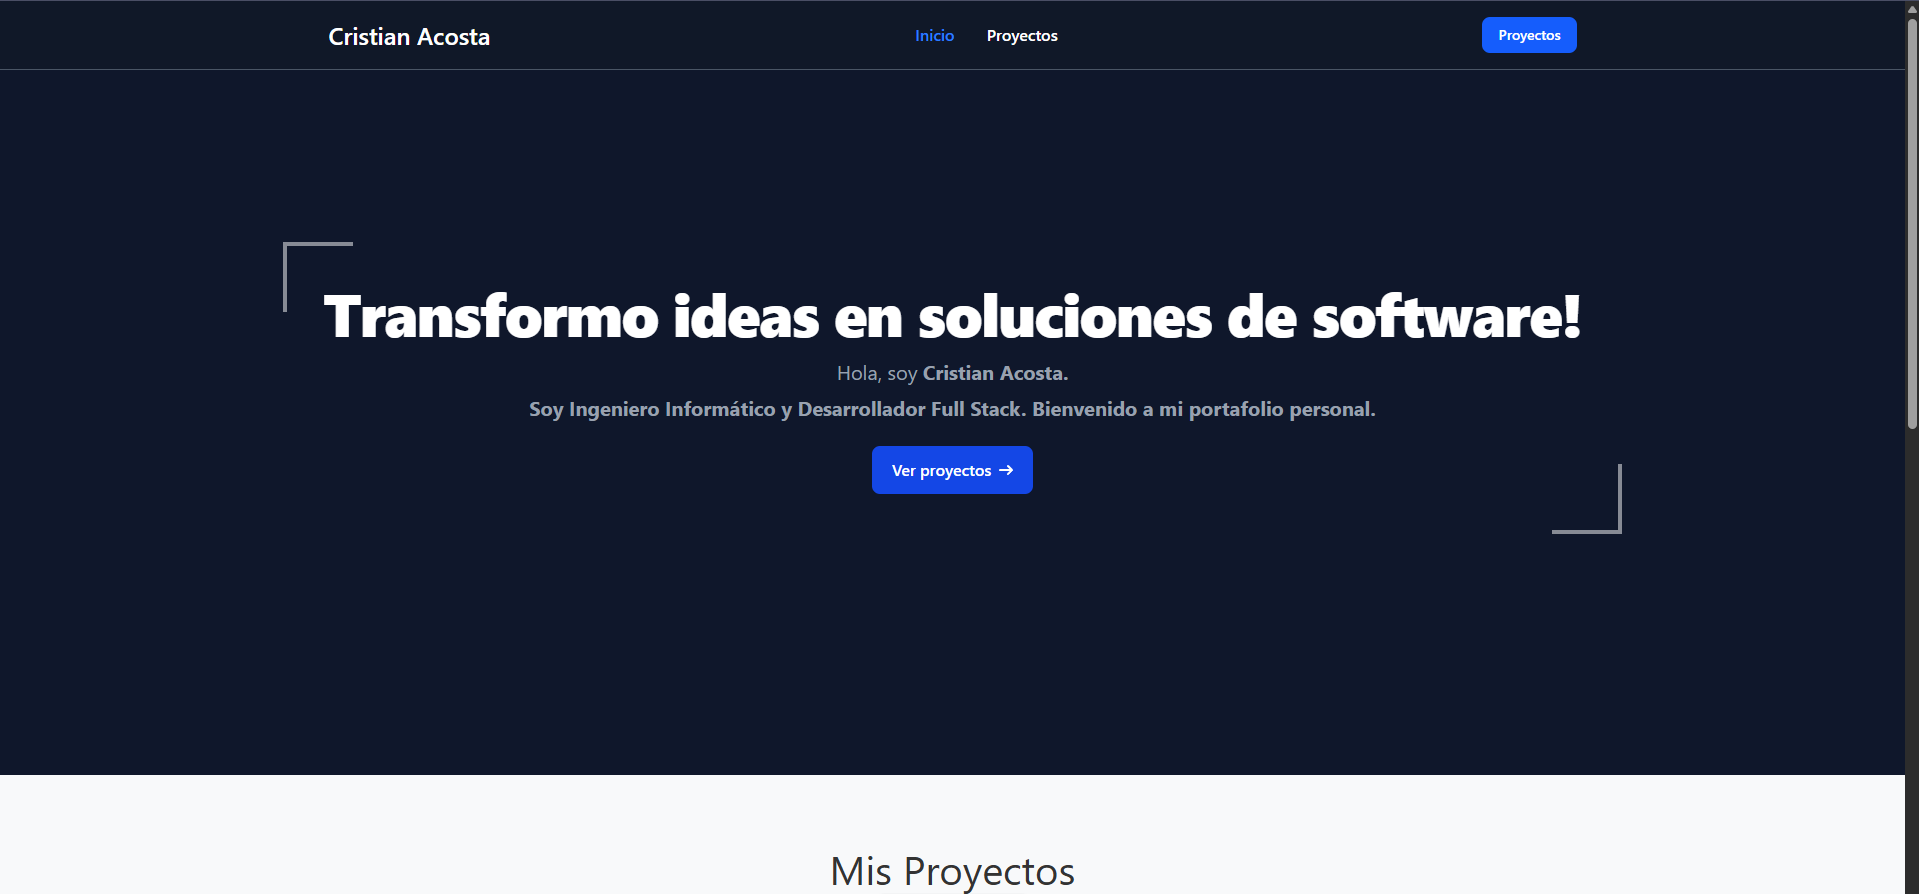 Cristian Acosta
Inicio
Proyectos
Proyectos
Transformo ideas en soluciones de software!
Hola, soy Cristian Acosta.
Soy Ingeniero Informático y Desarrollador Full Stack. Bienvenido a mi portafolio personal.
Ver proyectos →
Mis Proyectos